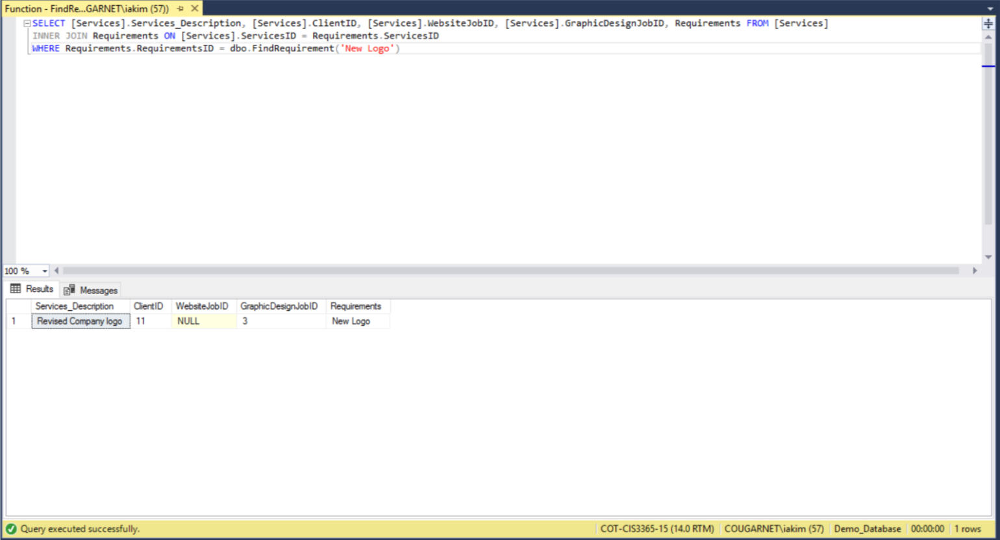 Function - FindRe...GARNET\iakim (57))
SELECT [Services].Services_Description, [Services].ClientID, [Services].WebsiteJobID, [Services].GraphicDesignJobID, Requirements FROM [Services]
INNER JOIN Requirements ON [Services].ServicesID = Requirements.ServicesID
WHERE Requirements.RequirementsID = dbo.FindRequirement('New Logo')
100 %
Results Messages
Services_Description ClientID WebsiteJobID GraphicDesignJobID Requirements
1 Revised Company logo 11 NULL 3 New Logo
Query executed successfully. COT-CIS3365-15 (14.0 RTM) COUGARNET\iakim (57) Demo_Database 00:00:00 1 rows